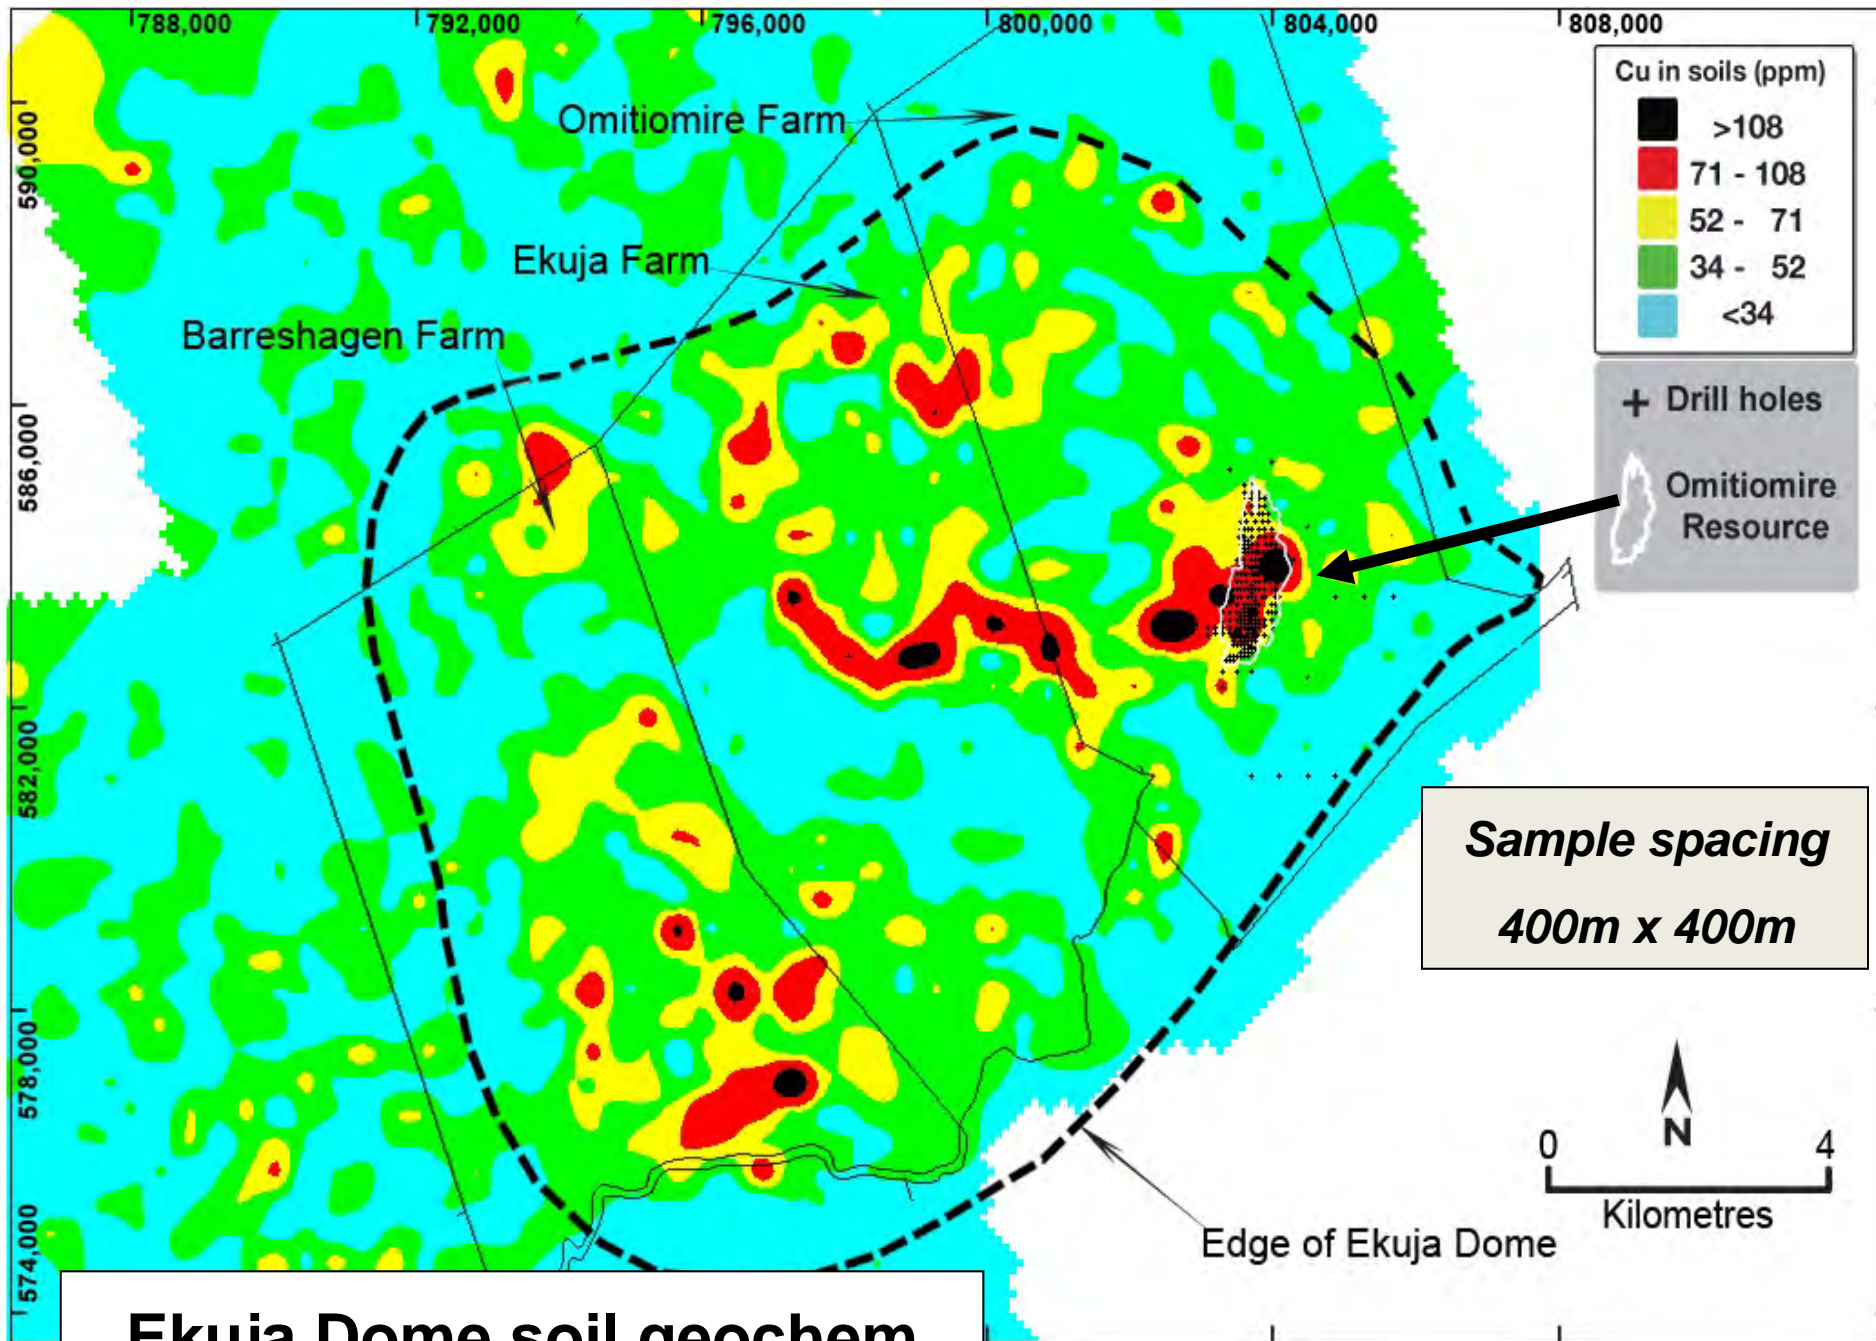 788,000
792,000
796,000
800,000
804,000
808,000
590,000
586,000
582,000
578,000
574,000
Omitiomire Farm
Ekuja Farm
Barreshagen Farm
Cu in soils (ppm)
>108
71 - 108
52 - 71
34 - 52
<34
+ Drill holes
Omitiomire
Resource
Sample spacing
400m x 400m
N
0 4
Kilometres
Edge of Ekuja Dome
Ekuja Dome soil geochem